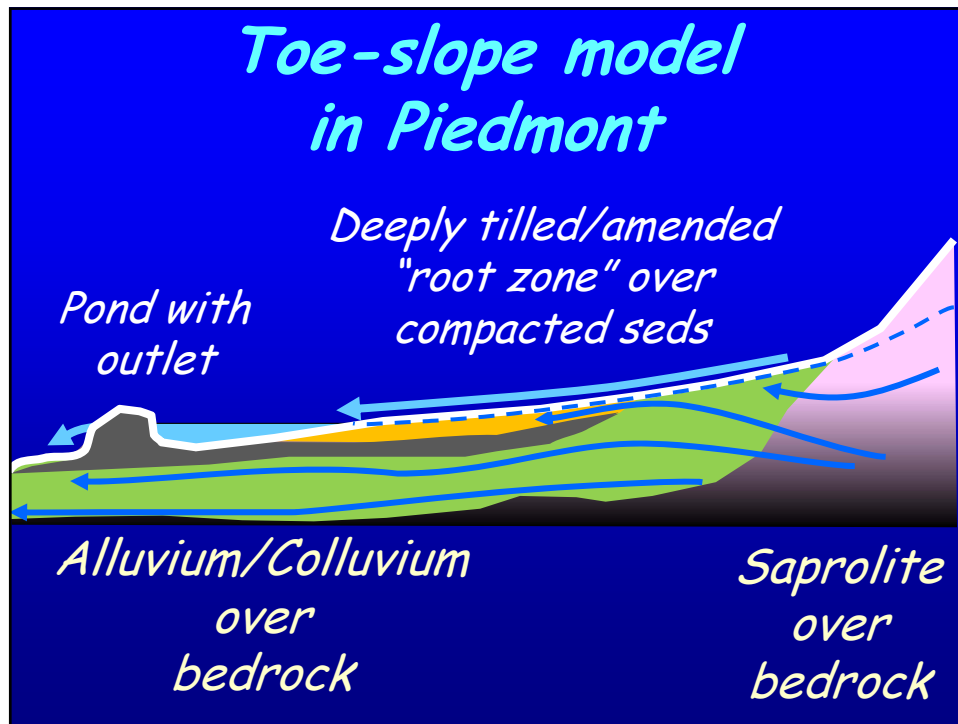 Toe-slope model
in Piedmont
Deeply tilled/amended
“root zone” over
compacted seds
Pond with
outlet
Alluvium/Colluvium
over
bedrock
Saprolite
over
bedrock